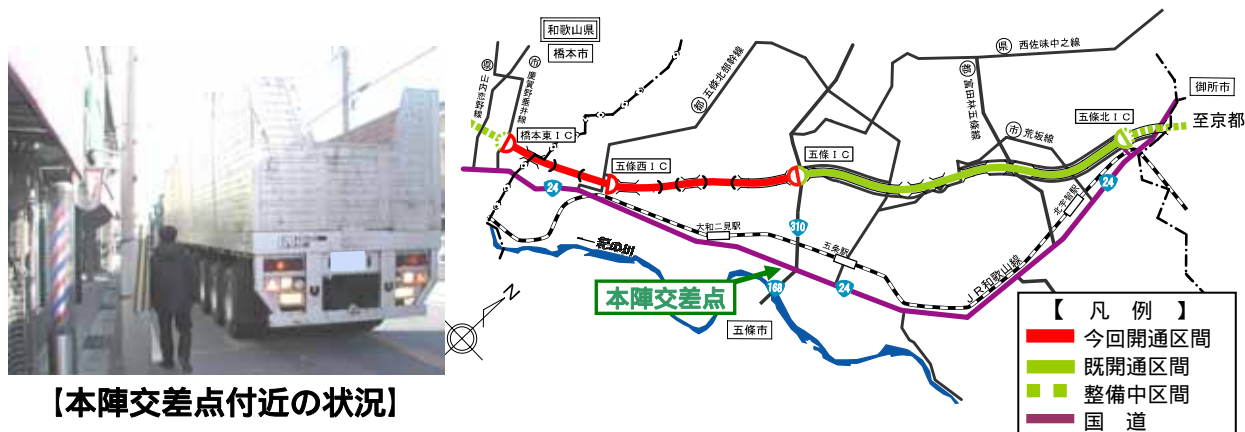 【本陣交差点付近の状況】
和歌山県
橋本市
県 山内恋野線
市 廣賀野垂井線
橋本東IC
五條西IC
都 五條北部幹線
五條IC
県 西佐味中之線
都 富田林五條線
市 荒坂線
五條北IC
御所市
至京都
24
310
大和二見駅
五条駅
北宇智駅
24
紀の川
本陣交差点
168
24
JR和歌山線
五條市
N
【 凡 例 】
今回開通区間
既開通区間
整備中区間
国 道